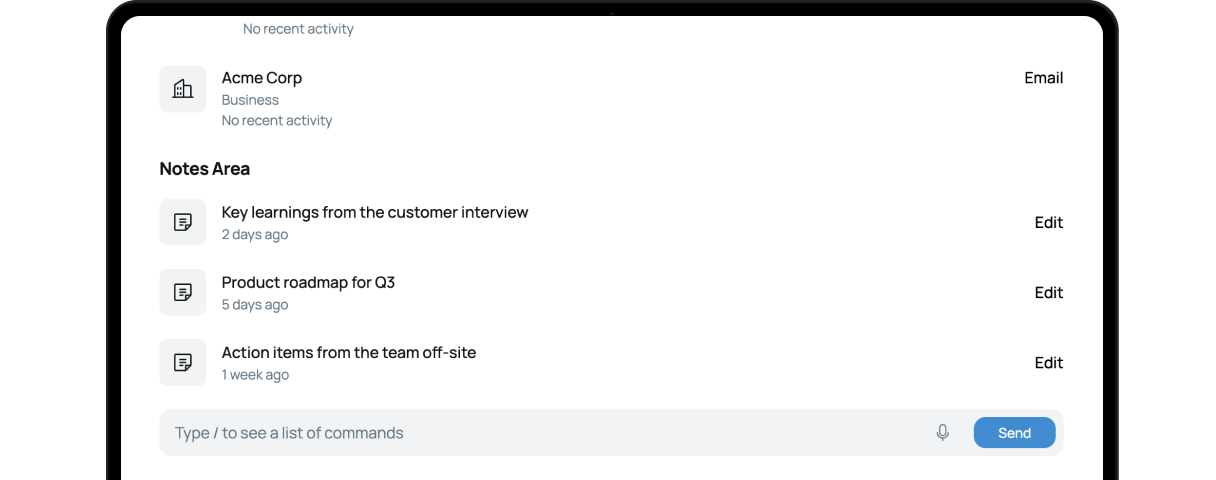 No recent activity
Acme Corp
Email
Business
No recent activity
Notes Area
Key learnings from the customer interview
2 days ago
Edit
Product roadmap for Q3
5 days ago
Edit
Action items from the team off-site
1 week ago
Edit
Type / to see a list of commands
Send